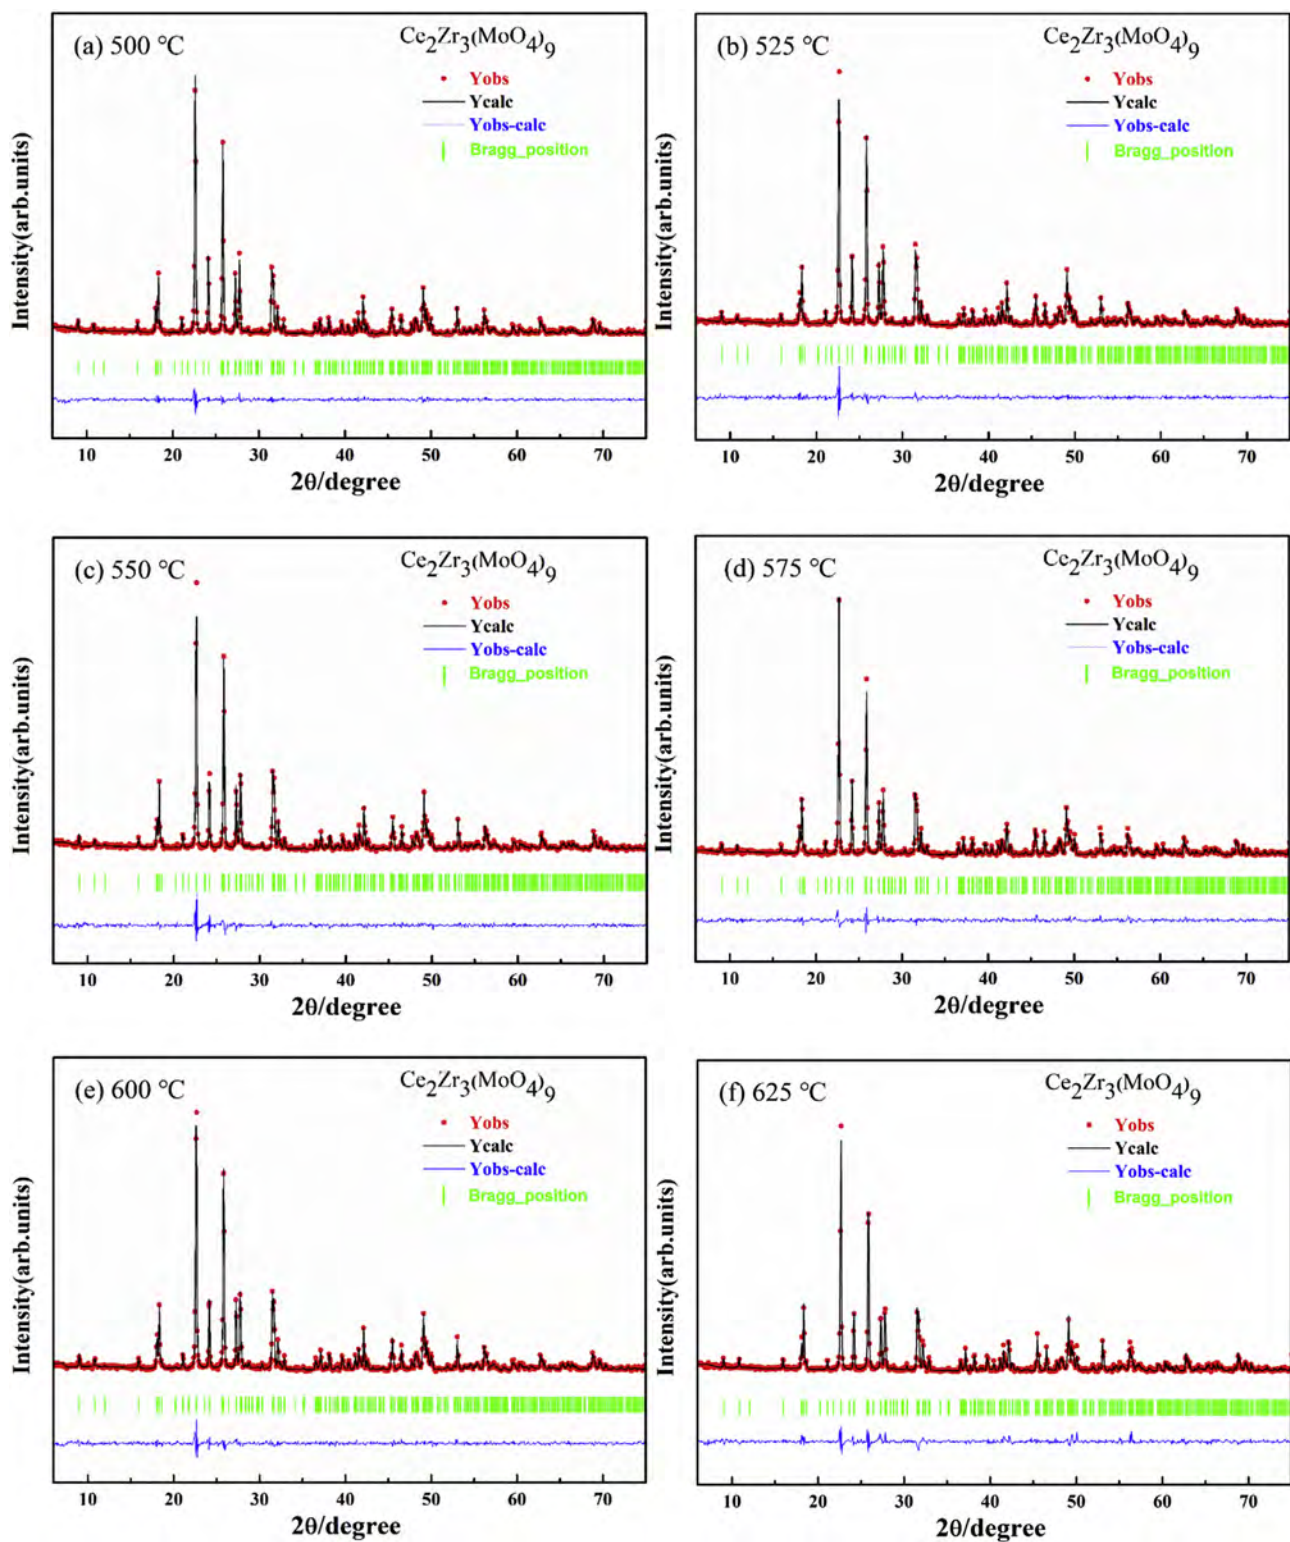 (a) 500 °C
Ce2Zr3(MoO4)9
Yobs
Ycalc
Yobs-calc
Bragg_position
Intensity(arb.units)
10 20 30 40 50 60 70
2θ/degree
(b) 525 °C
Ce2Zr3(MoO4)9
Yobs
Ycalc
Yobs-calc
Bragg_position
Intensity(arb.units)
10 20 30 40 50 60 70
2θ/degree
(c) 550 °C
Ce2Zr3(MoO4)9
Yobs
Ycalc
Yobs-calc
Bragg_position
Intensity(arb.units)
10 20 30 40 50 60 70
2θ/degree
(d) 575 °C
Ce2Zr3(MoO4)9
Yobs
Ycalc
Yobs-calc
Bragg_position
Intensity(arb.units)
10 20 30 40 50 60 70
2θ/degree
(e) 600 °C
Ce2Zr3(MoO4)9
Yobs
Ycalc
Yobs-calc
Bragg_position
Intensity(arb.units)
10 20 30 40 50 60 70
2θ/degree
(f) 625 °C
Ce2Zr3(MoO4)9
Yobs
Ycalc
Yobs-calc
Bragg_position
Intensity(arb.units)
10 20 30 40 50 60 70
2θ/degree